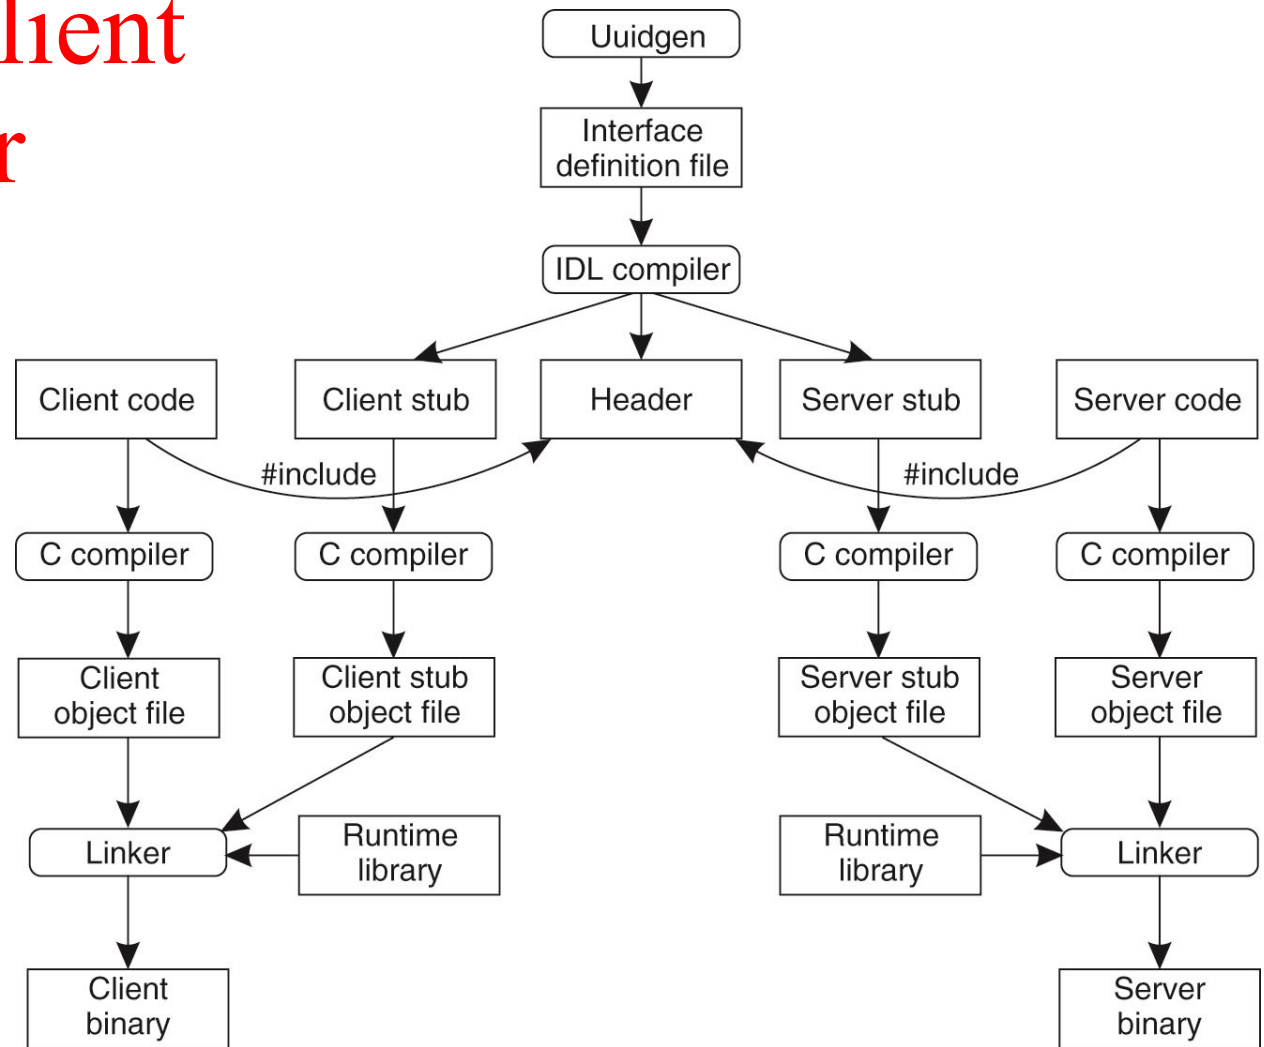 Uuidgen
Interface
definition file
IDL compiler
Client code
Client stub
Header
Server stub
Server code
#include
#include
C compiler
C compiler
C compiler
C compiler
Client
object file
Client stub
object file
Server stub
object file
Server
object file
Linker
Runtime
library
Runtime
library
Linker
Client
binary
Server
binary